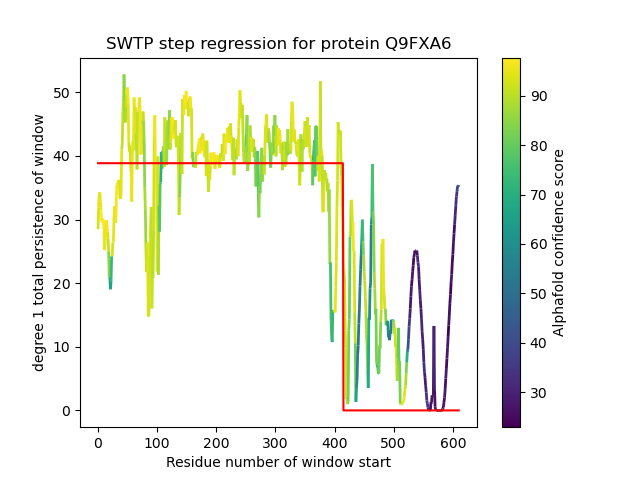 SWTP step regression for protein Q9FXA6
degree 1 total persistence of window
50
40
30
20
10
0
0 100 200 300 400 500 600
Residue number of window start
90
80
70
60
50
40
30
Alphafold confidence score